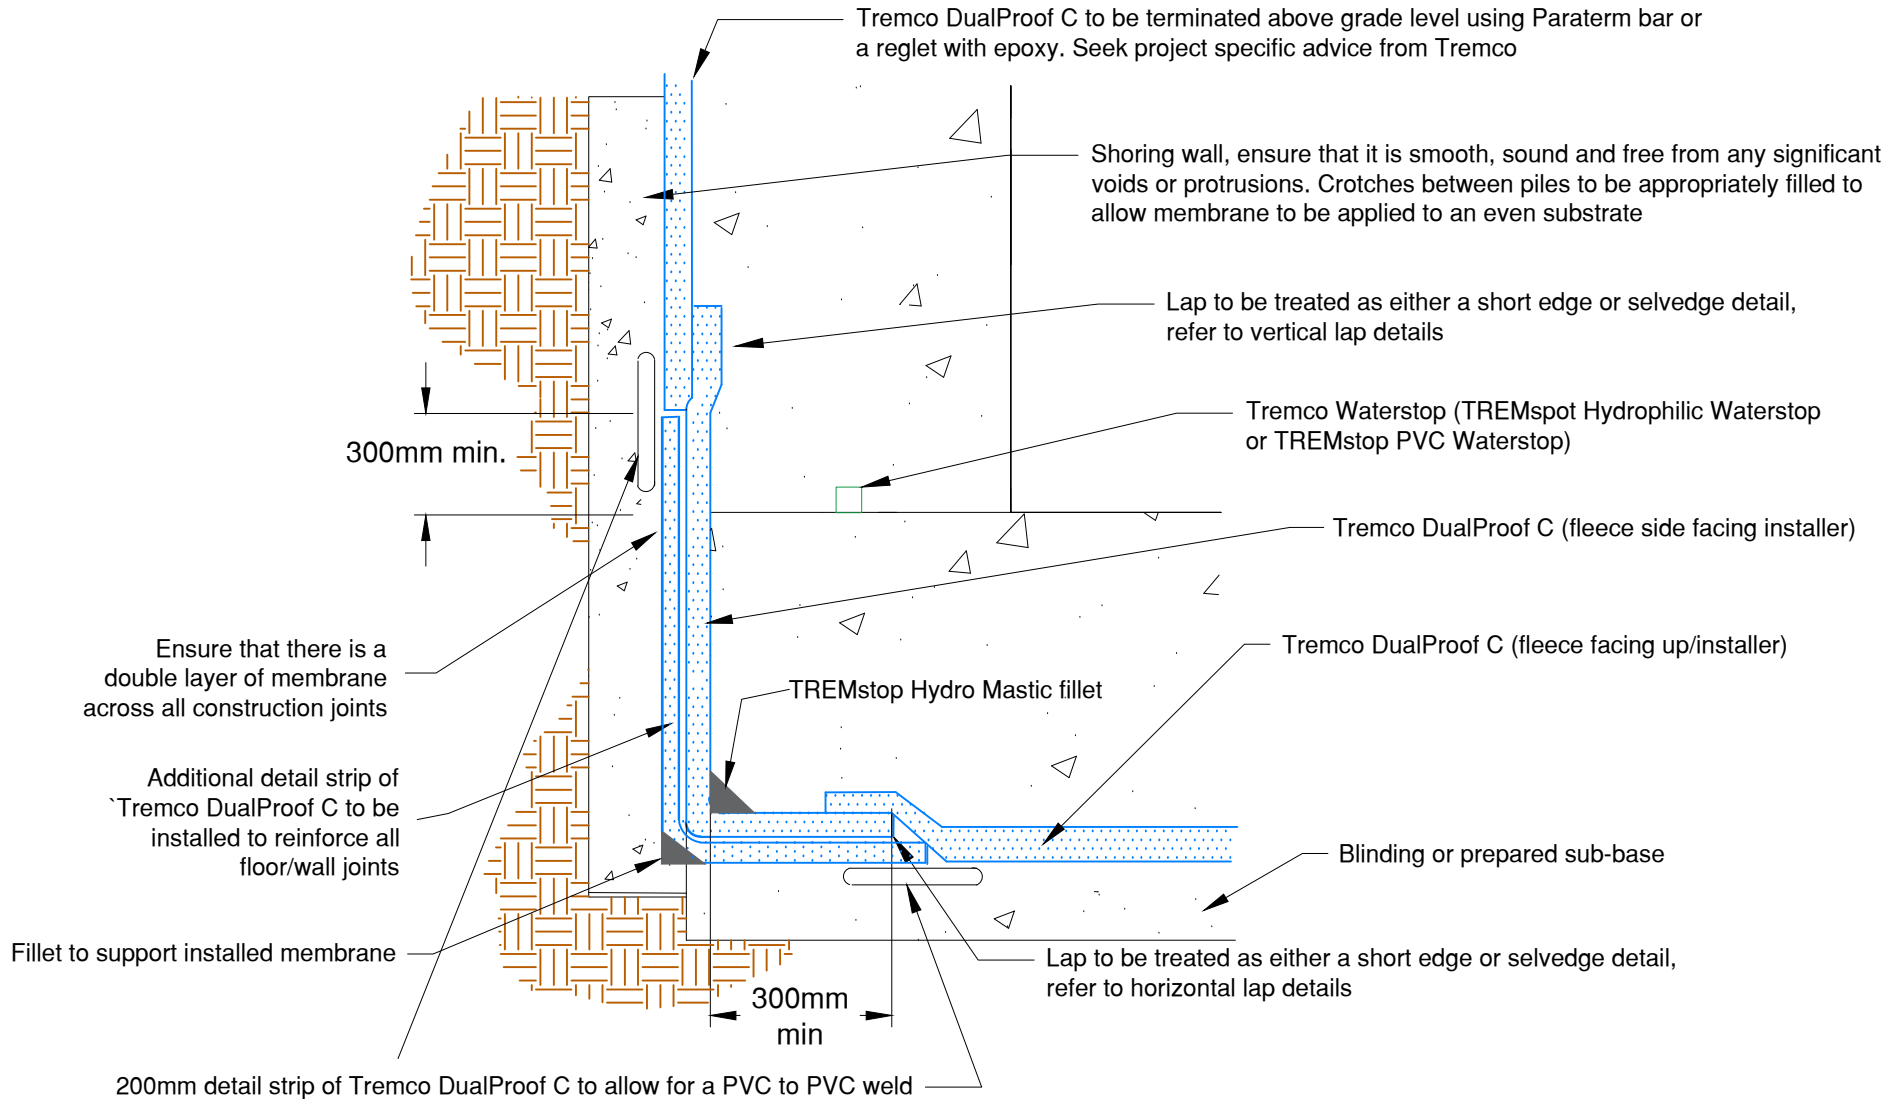 Tremco DualProof C to be terminated above grade level using Paraterm bar or
a reglet with epoxy. Seek project specific advice from Tremco
Shoring wall, ensure that it is smooth, sound and free from any significant
voids or protrusions. Crotches between piles to be appropriately filled to
allow membrane to be applied to an even substrate
Lap to be treated as either a short edge or selvedge detail,
refer to vertical lap details
Tremco Waterstop (TREMspot Hydrophilic Waterstop
or TREMstop PVC Waterstop)
300mm min.
Tremco DualProof C (fleece side facing installer)
Tremco DualProof C (fleece facing up/installer)
Ensure that there is a
double layer of membrane
across all construction joints
TREMstop Hydro Mastic fillet
Additional detail strip of
`Tremco DualProof C to be
installed to reinforce all
floor/wall joints
Blinding or prepared sub-base
Fillet to support installed membrane
Lap to be treated as either a short edge or selvedge detail,
refer to horizontal lap details
300mm
min
200mm detail strip of Tremco DualProof C to allow for a PVC to PVC weld